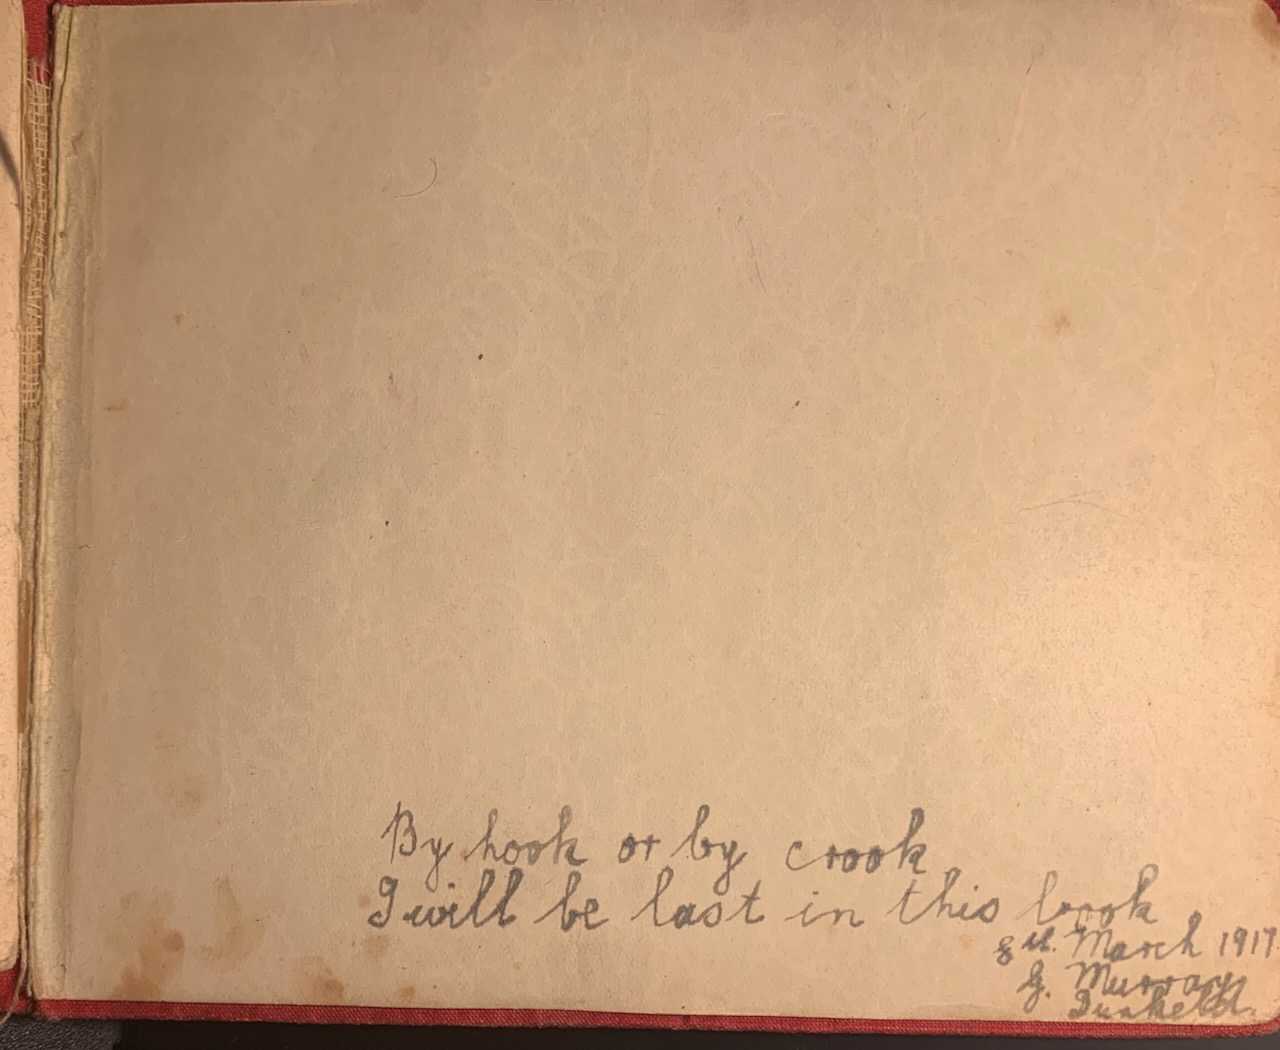 By hook or by crook
I will be last in this book
8th. March 1917
G. Murray
Dunkeld.